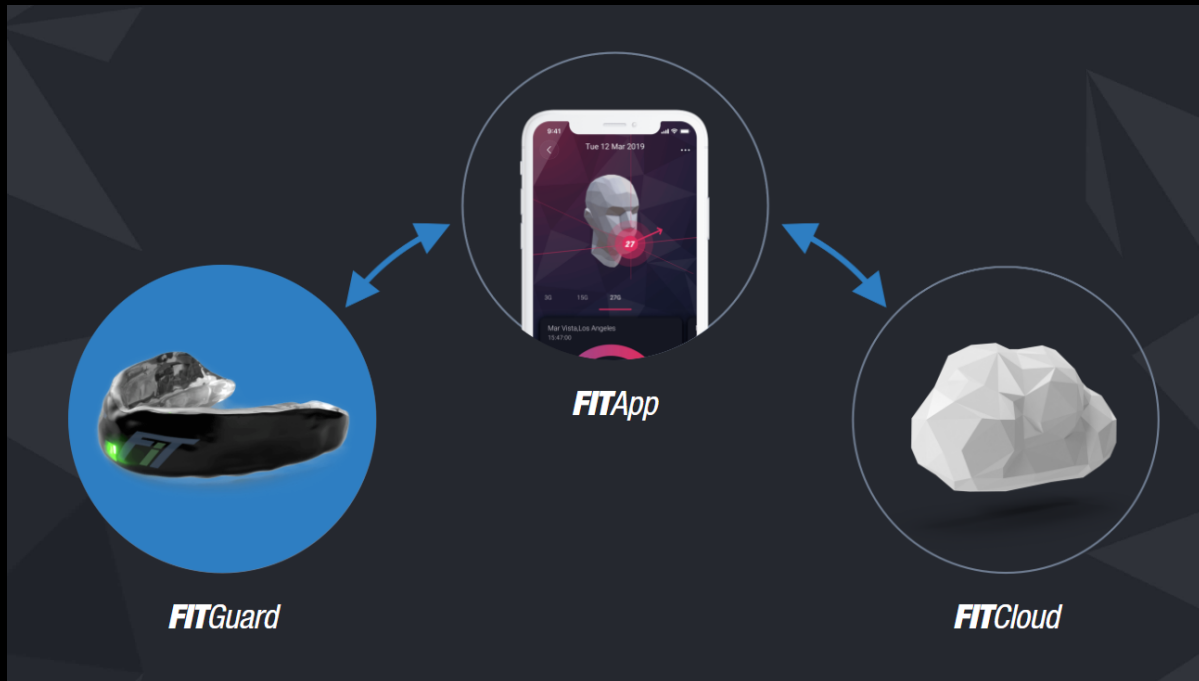 9:41
Tue 12 Mar 2019
27
3G 15G 27G
Mar Vista,Los Angeles
15:47:00
FITApp
FiT
FITGuard
FITCloud